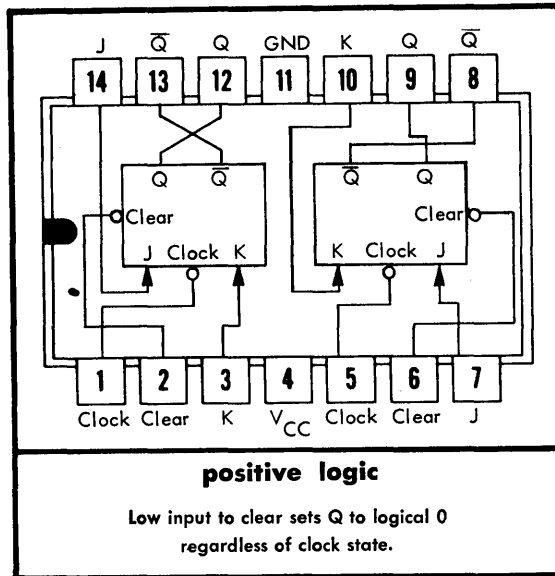 J Q̅ Q GND K Q Q̅
14 13 12 11 10 9 8
Q Q̅ Q̅ Q
Clear Clear
J Clock K K Clock J
1 2 3 4 5 6 7
Clock Clear K VCC Clock Clear J
positive logic
Low input to clear sets Q to logical 0
regardless of clock state.